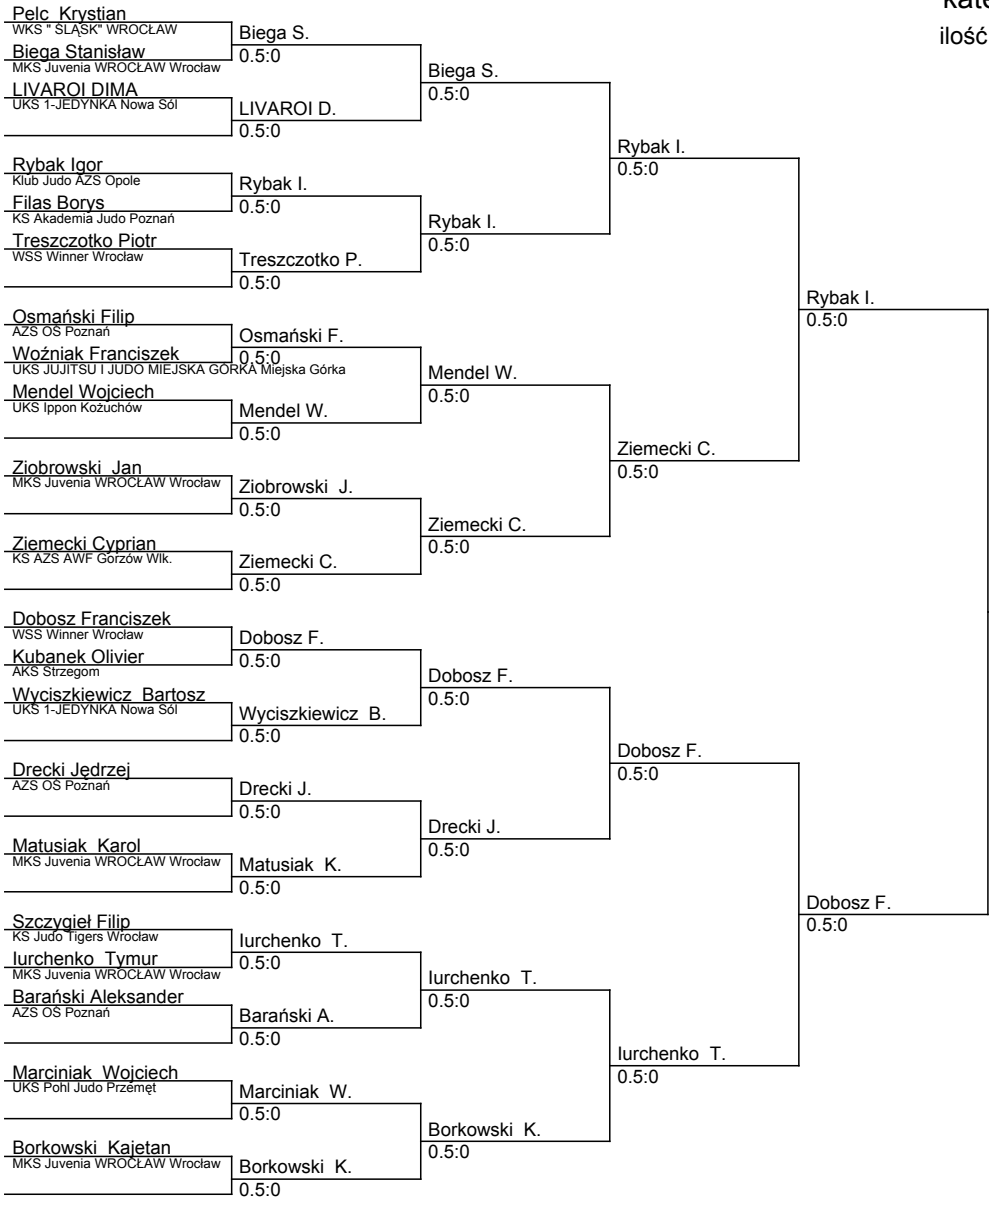 kate
ilość
Pelc  Krystian
WKS " ŚLĄSK" WROCŁAW
Biega S.
Biega Stanisław
0.5:0
MKS Juvenia WROCŁAW Wrocław
Biega S.
LIVAROI DIMA
0.5:0
UKS 1-JEDYNKA Nowa Sól
LIVAROI D.
0.5:0
Rybak I.
Rybak Igor
0.5:0
Klub Judo AZS Opole
Rybak I.
Filas Borys
0.5:0
KS Akademia Judo Poznań
Rybak I.
Treszczotko Piotr
0.5:0
WSS Winner Wrocław
Treszczotko P.
0.5:0
Rybak I.
Osmański Filip
0.5:0
AZS OŚ Poznań
Osmański F.
Woźniak Franciszek
0.5:0
UKS JUJITSU I JUDO MIEJSKA GÓRKA Miejska Górka
Mendel W.
Mendel Wojciech
0.5:0
UKS Ippon Kożuchów
Mendel W.
0.5:0
Ziemecki C.
Ziobrowski  Jan
0.5:0
MKS Juvenia WROCŁAW Wrocław
Ziobrowski  J.
0.5:0
Ziemecki C.
Ziemecki Cyprian
0.5:0
KS AZS AWF Gorzów Wlk.
Ziemecki C.
0.5:0
Dobosz Franciszek
WSS Winner Wrocław
Dobosz F.
Kubanek Olivier
0.5:0
AKS Strzegom
Dobosz F.
Wyciszkiewicz  Bartosz
0.5:0
UKS 1-JEDYNKA Nowa Sól
Wyciszkiewicz  B.
0.5:0
Dobosz F.
Drecki Jędrzej
0.5:0
AZS OŚ Poznań
Drecki J.
0.5:0
Drecki J.
Matusiak  Karol
0.5:0
MKS Juvenia WROCŁAW Wrocław
Matusiak  K.
0.5:0
Dobosz F.
Szczygieł Filip
0.5:0
KS Judo Tigers Wrocław
Iurchenko  T.
Iurchenko  Tymur
0.5:0
MKS Juvenia WROCŁAW Wrocław
Iurchenko  T.
Barański Aleksander
0.5:0
AZS OŚ Poznań
Barański A.
0.5:0
Iurchenko  T.
Marciniak  Wojciech
0.5:0
UKS Pohl Judo Przemęt
Marciniak  W.
0.5:0
Borkowski  K.
Borkowski  Kajetan
0.5:0
MKS Juvenia WROCŁAW Wrocław
Borkowski  K.
0.5:0